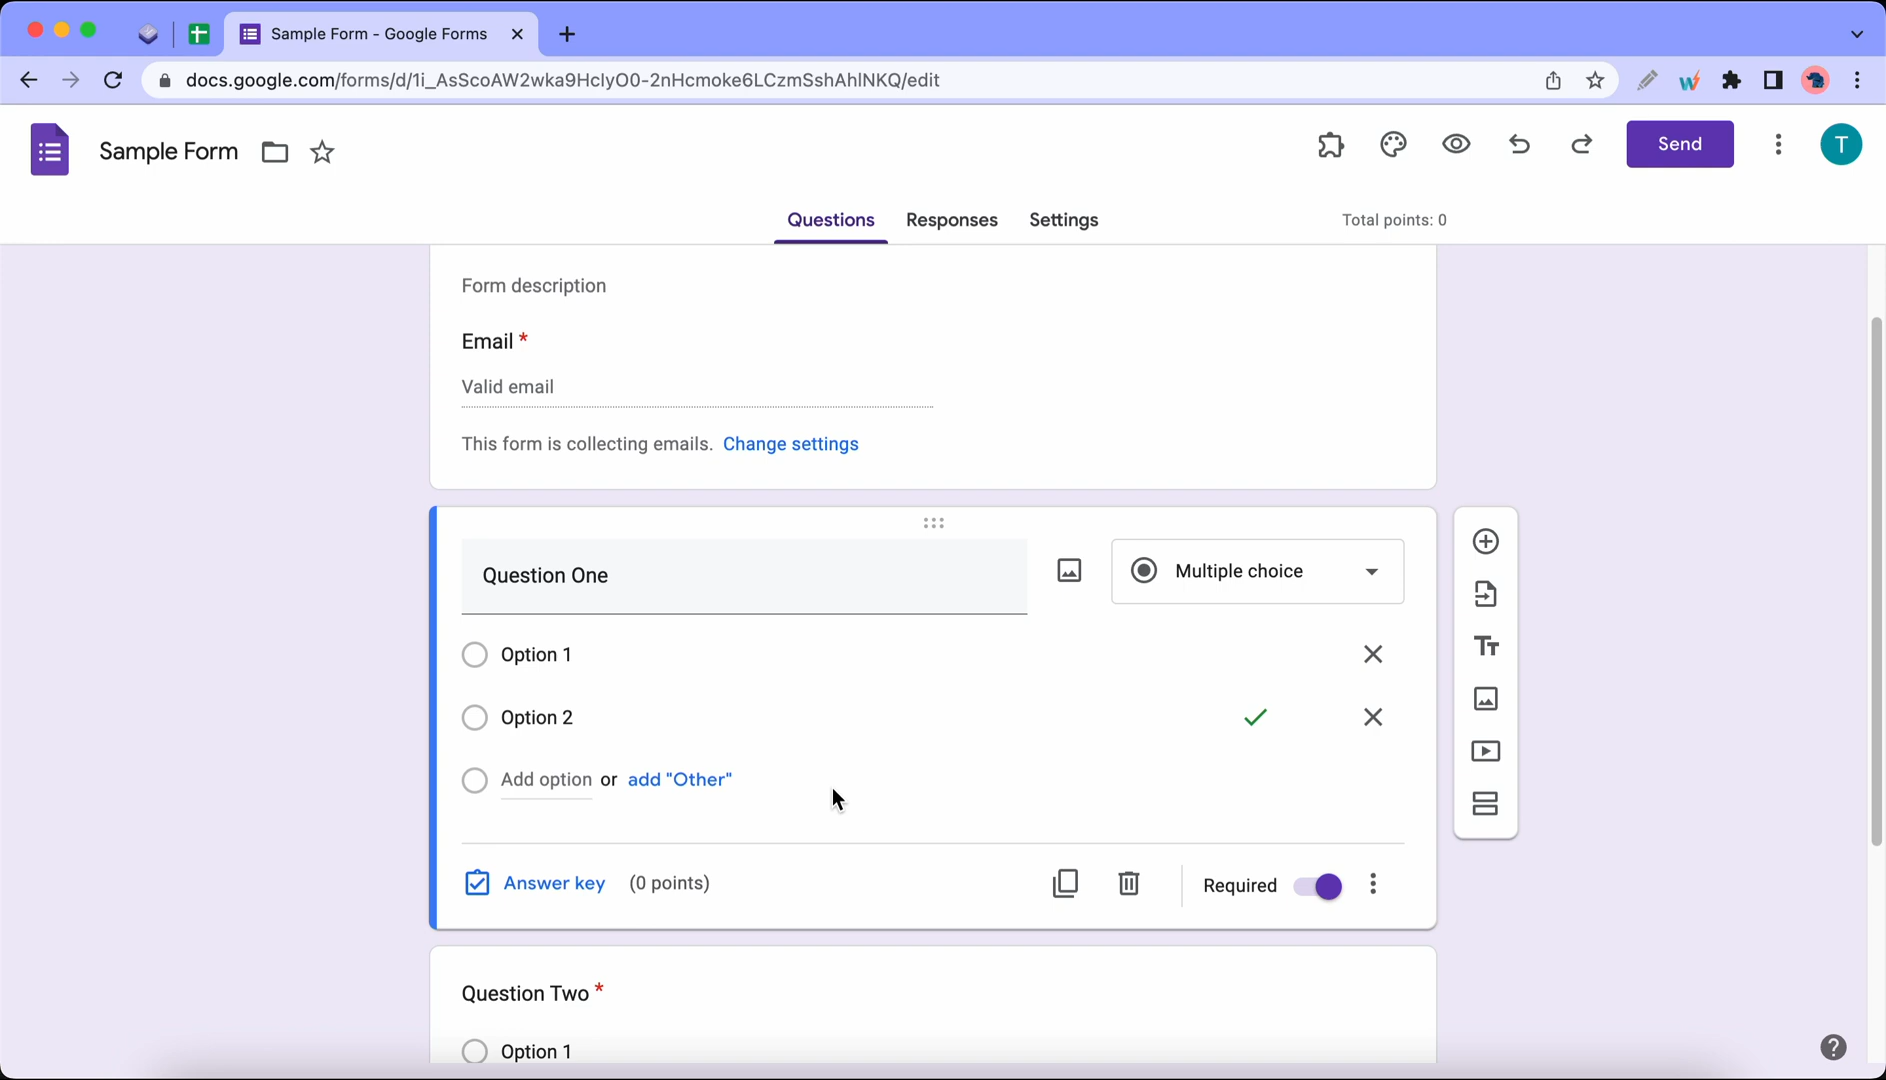 Sample Form - Google Forms
docs.google.com/forms/d/1i_AsScoAW2wka9HclyO0-2nHcmoke6LCzmSshAhlNKQ/edit
Sample Form
Send
T
Questions Responses Settings Total points: 0
Form description
Email *
Valid email
This form is collecting emails. Change settings
Question One
Multiple choice
Option 1
Option 2
Add option or add "Other"
Answer key (0 points)
Required
Question Two *
Option 1